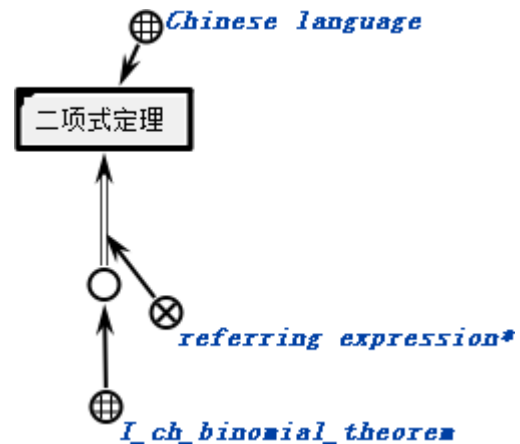 Chinese language
二项式定理
referring expression*
I_ch_binomial_theorem